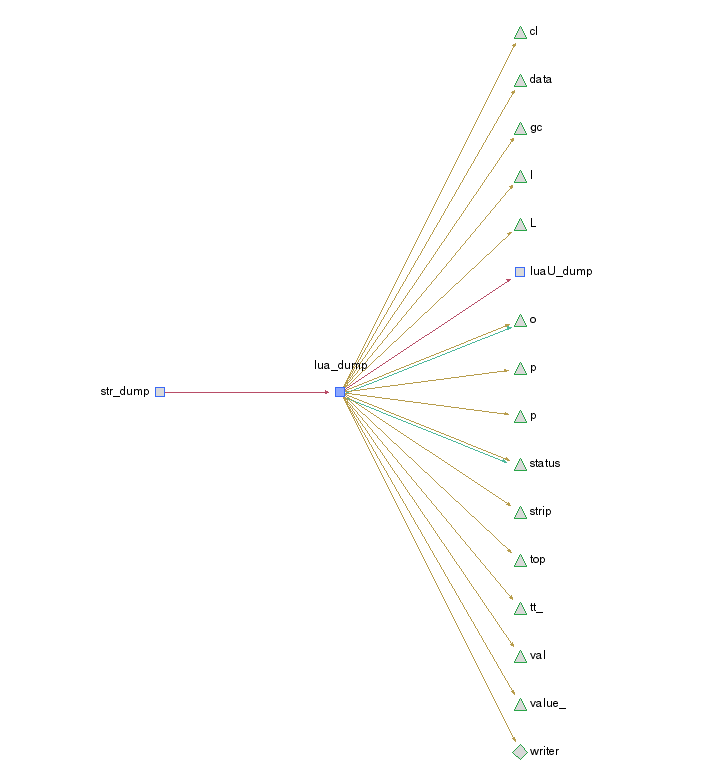 cl
data
gc
l
L
luaU_dump
o
lua_dump
p
str_dump
p
status
strip
top
tt_
val
value_
writer